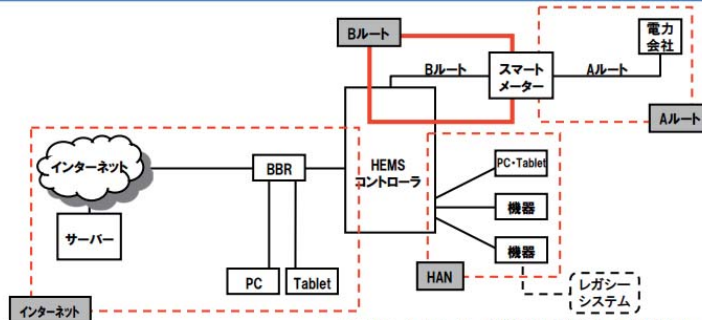 Bルート
電力
会社
Bルート
スマート
メーター
Aルート
Aルート
インターネット
BBR
HEMS
コントローラ
PC・Tablet
サーバー
機器
機器
PC
Tablet
HAN
レガシー
システム
インターネット